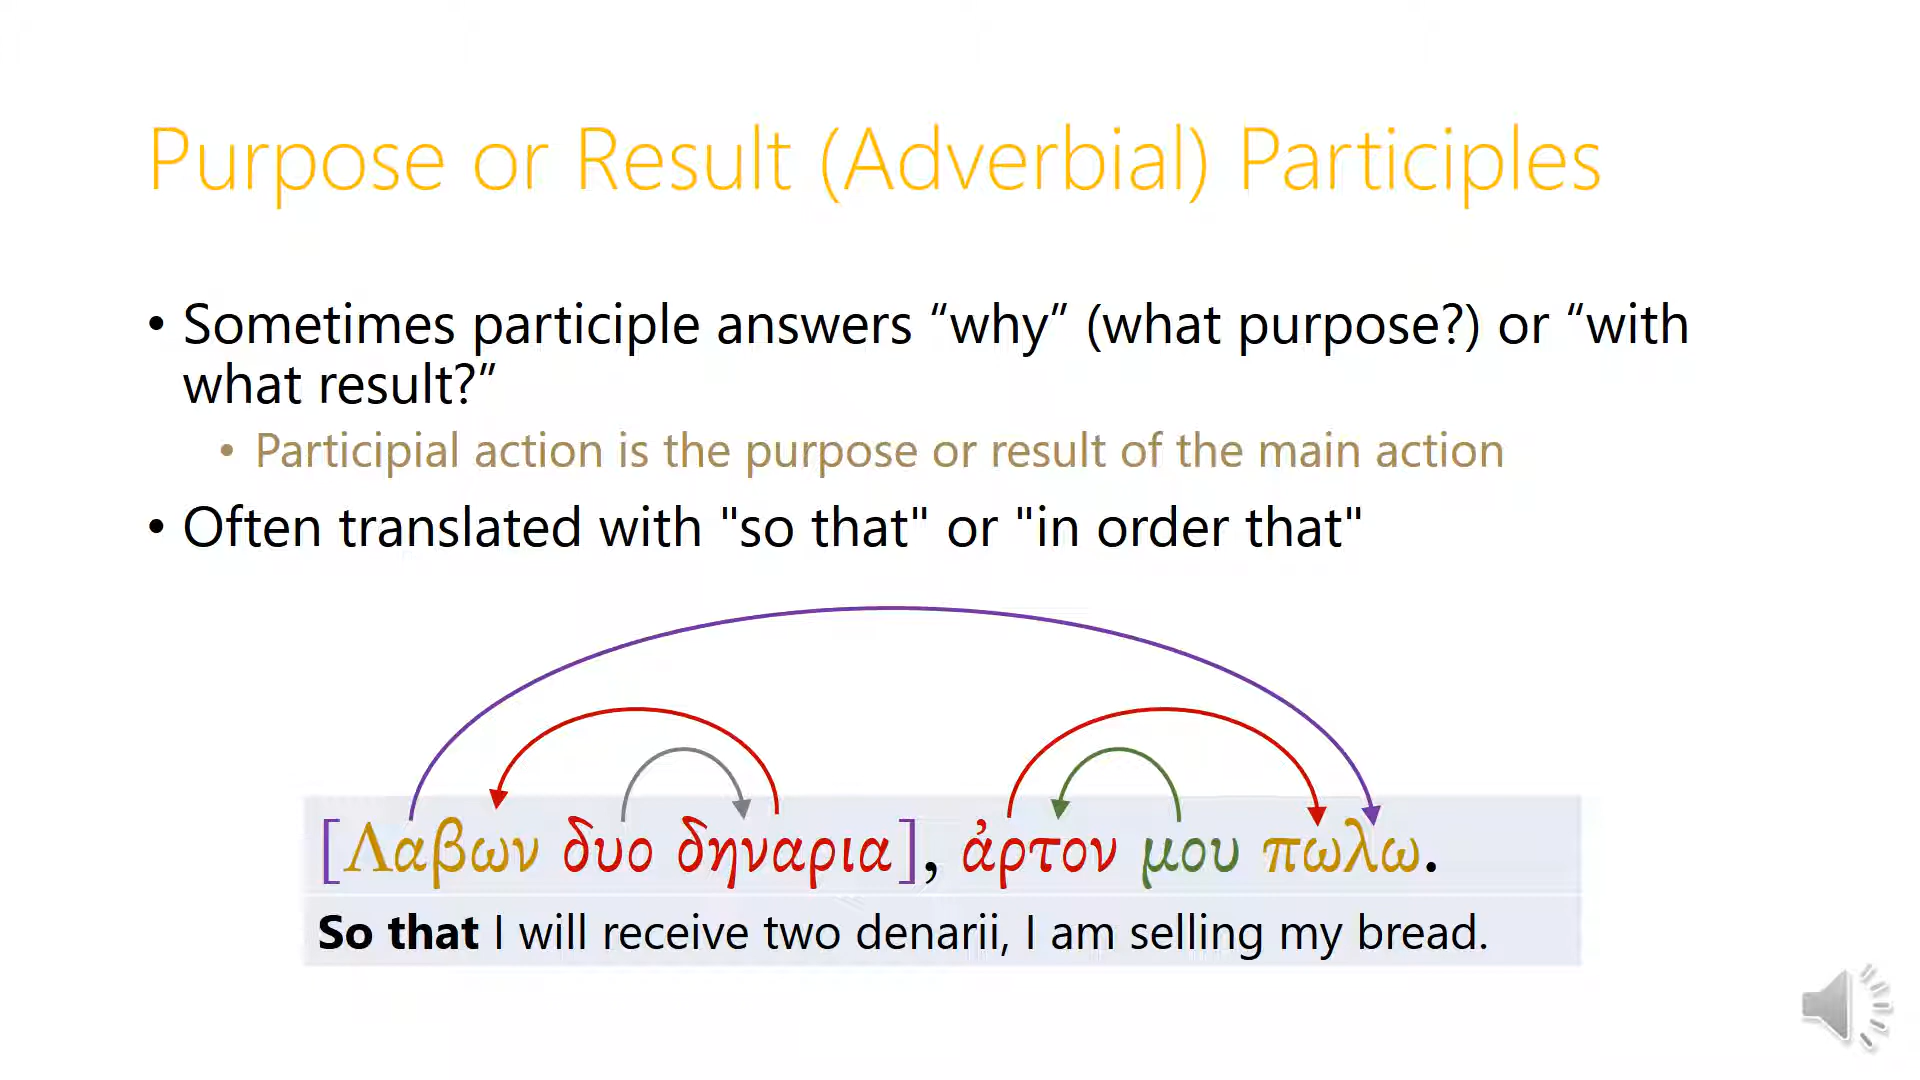 Purpose or Result (Adverbial) Participles
• Sometimes participle answers “why” (what purpose?) or “with
what result?”
• Participial action is the purpose or result of the main action
• Often translated with "so that" or "in order that"
[Λαβων δυο δηναρια], ἀρτον μου πωλω.
So that I will receive two denarii, I am selling my bread.